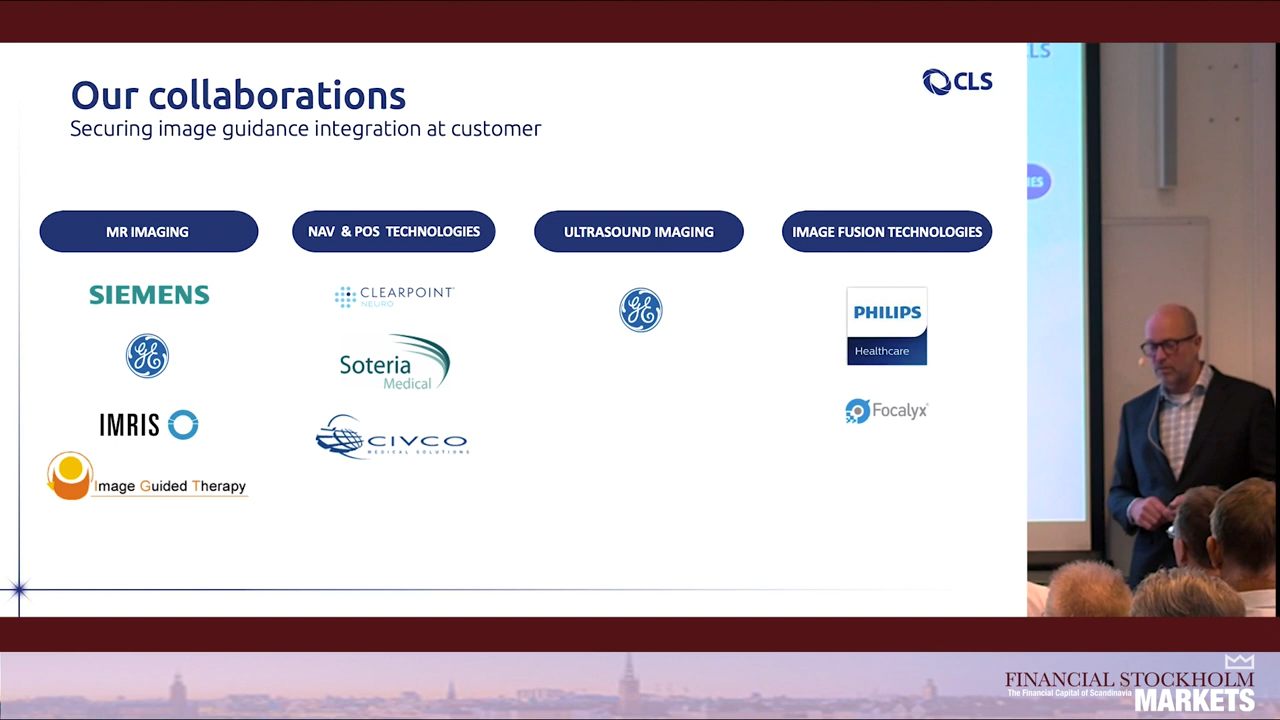 Our collaborations
Securing image guidance integration at customer
CLS
MR IMAGING
SIEMENS
GE
IMRIS
Image Guided Therapy
NAV & POS TECHNOLOGIES
CLEARPOINT
NEURO
Soteria
Medical
CIVCO
MEDICAL SOLUTIONS
ULTRASOUND IMAGING
GE
IMAGE FUSION TECHNOLOGIES
PHILIPS
Healthcare
Focalyx
FINANCIAL STOCKHOLM
The Financial Capital of Scandinavia
MARKETS